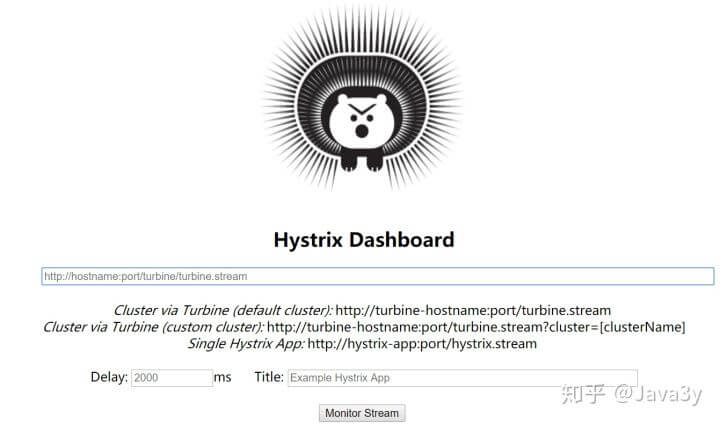 Hystrix Dashboard
http://hostname:port/turbine/turbine.stream
Cluster via Turbine (default cluster): http://turbine-hostname:port/turbine.stream
Cluster via Turbine (custom cluster): http://turbine-hostname:port/turbine.stream?cluster=[clusterName]
Single Hystrix App: http://hystrix-app:port/hystrix.stream
Delay: 2000 ms Title: Example Hystrix App
知乎 @Java3y
Monitor Stream